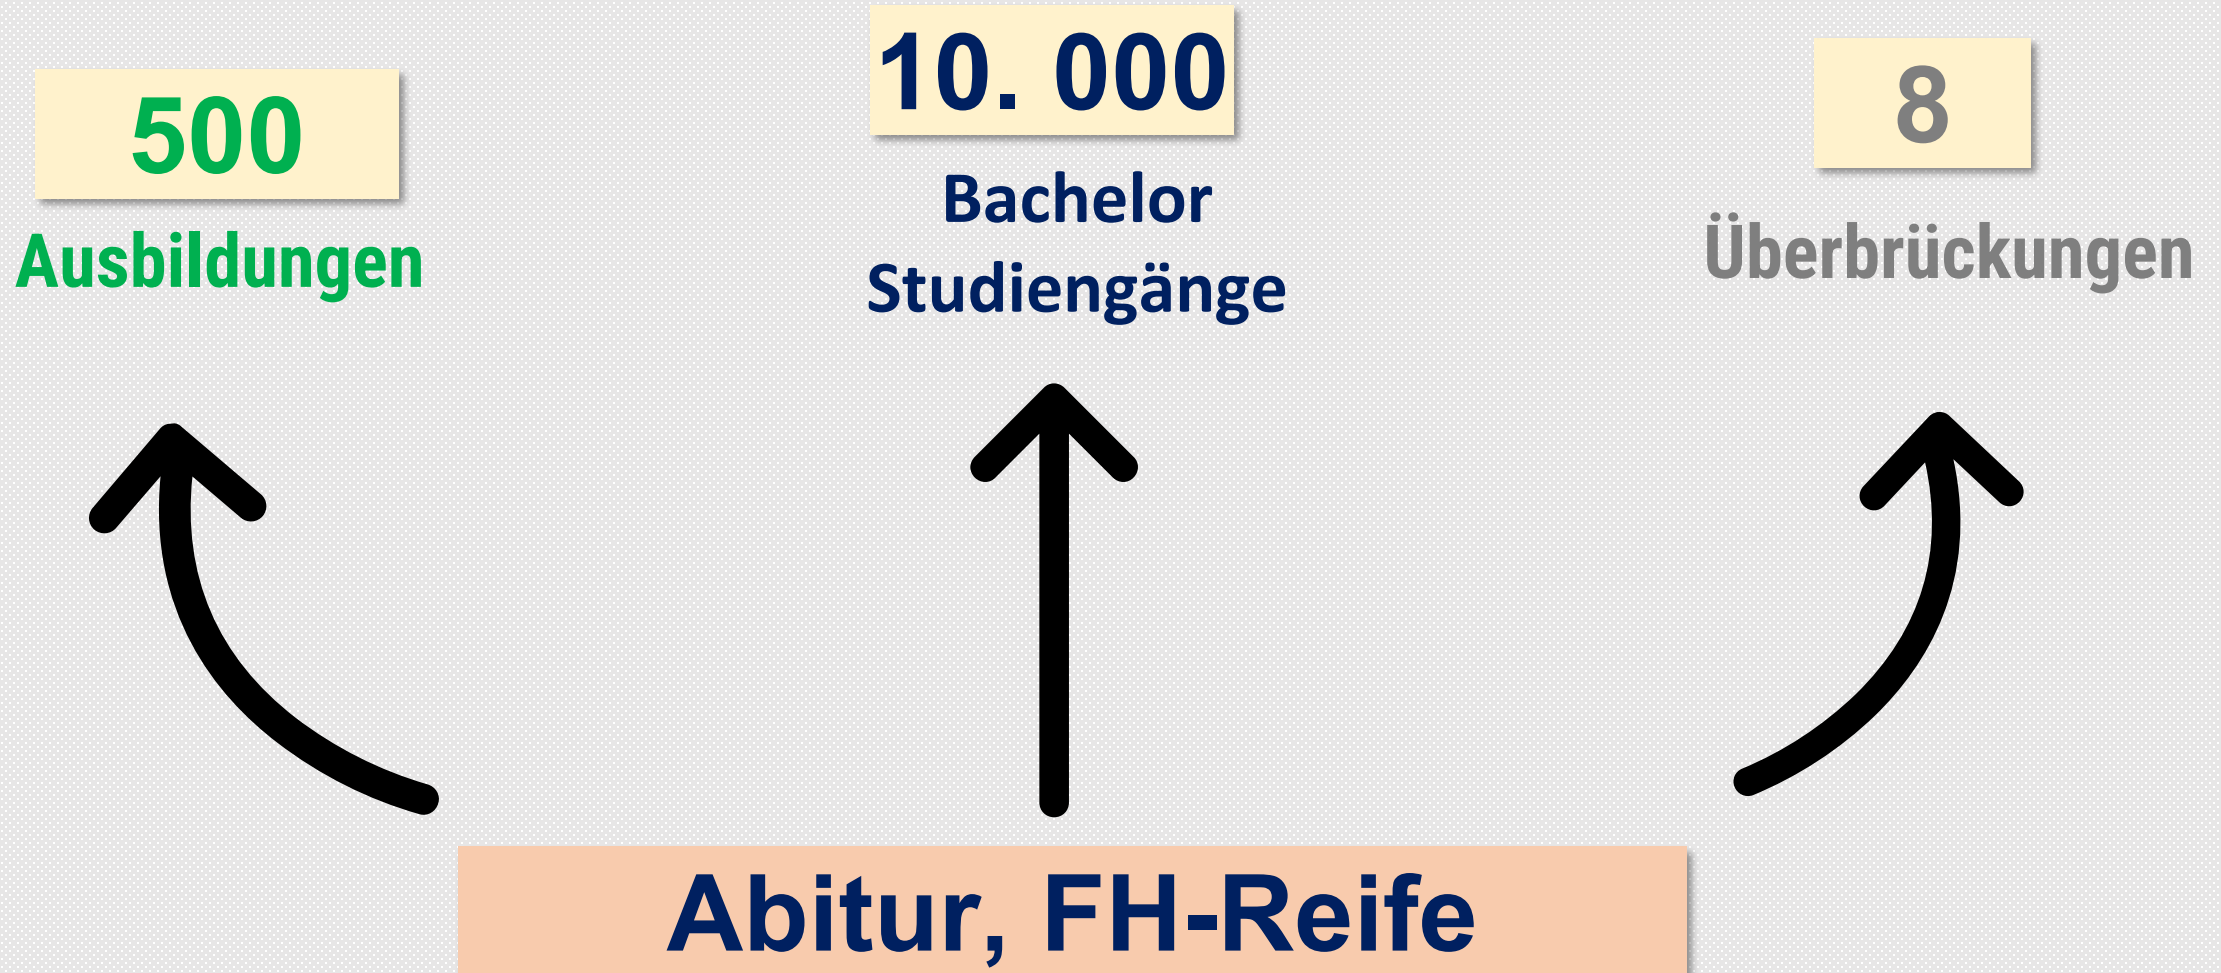 500
Ausbildungen
10. 000
Bachelor
Studiengänge
8
Überbrückungen
Abitur, FH-Reife